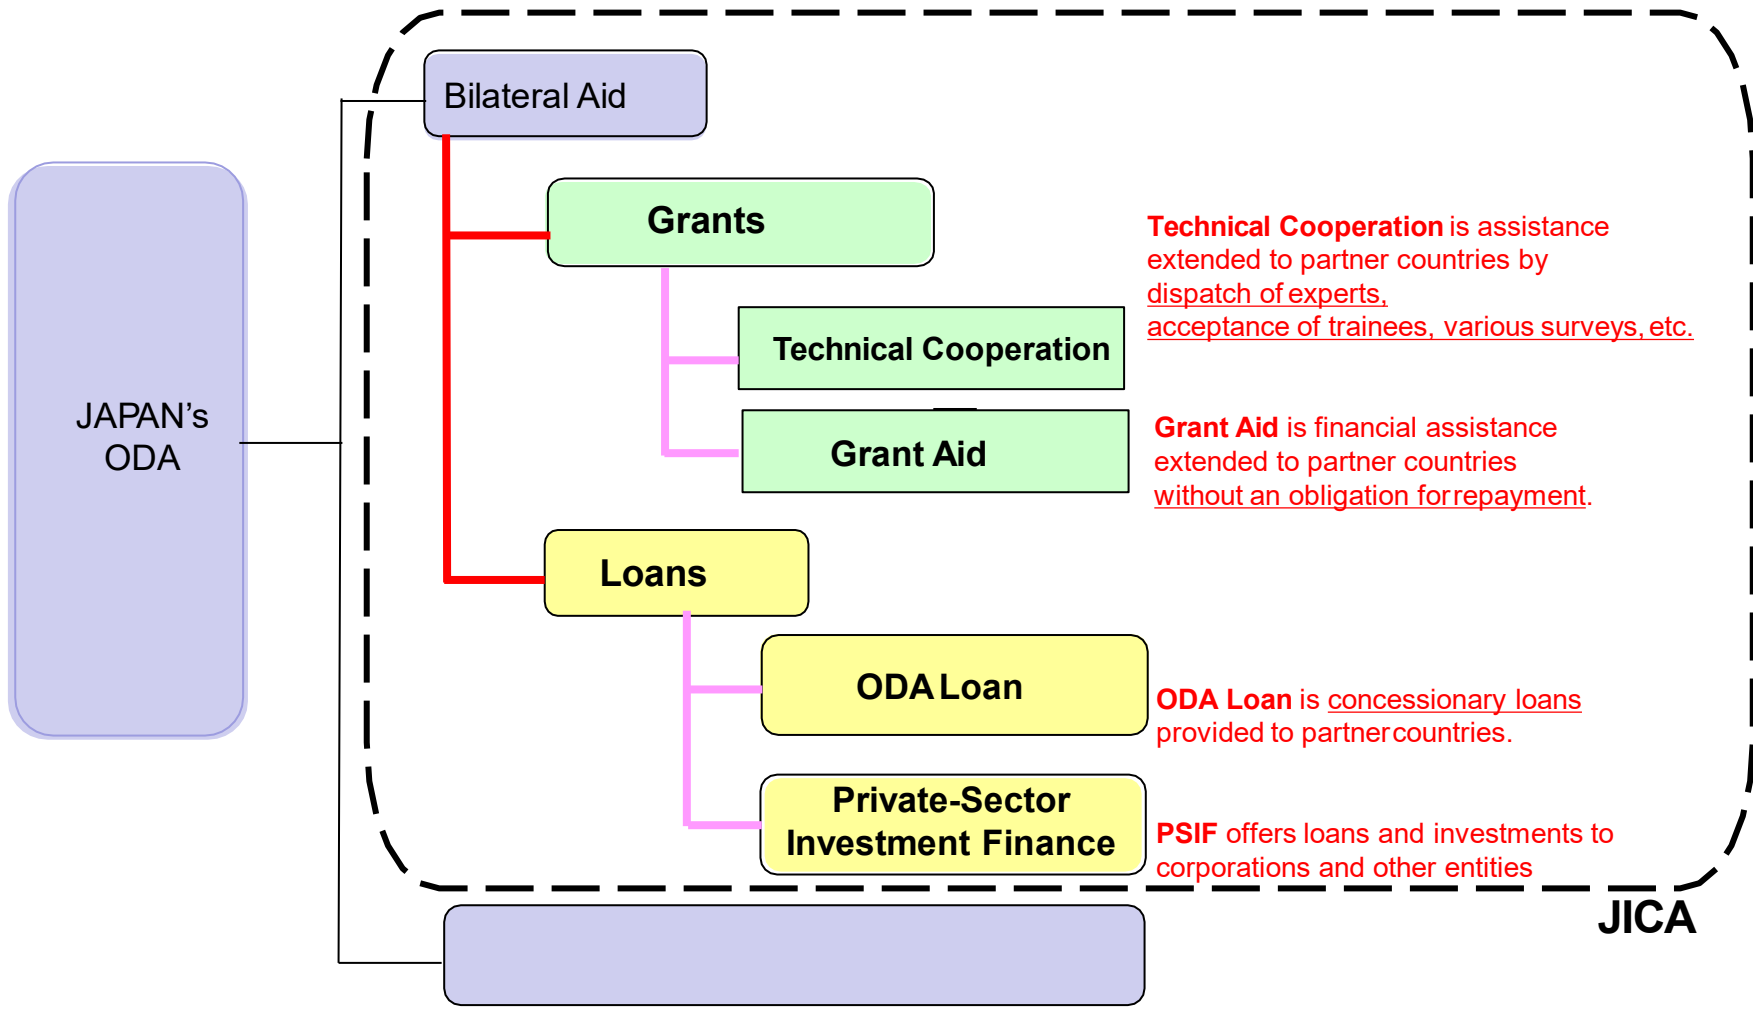 Bilateral Aid
Grants
Technical Cooperation is assistance
extended to partner countries by
dispatch of experts,
acceptance of trainees, various surveys, etc.
Technical Cooperation
JAPAN's
ODA
Grant Aid
Grant Aid is financial assistance
extended to partner countries
without an obligation for repayment.
Loans
ODA Loan
ODA Loan is concessionary loans
provided to partner countries.
Private-Sector
Investment Finance
PSIF offers loans and investments to
corporations and other entities
JICA